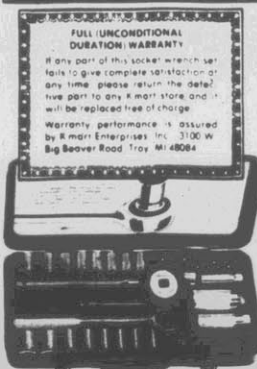 FULL (UNCONDITIONAL
DURATION) WARRANTY
If any part of this socket wrench set
fails to give complete satisfaction at
any time, please return the defec-
tive part to any K mart store and it
will be replaced free of charge.
Warranty performance is assured
by K mart Enterprises Inc 3100 W
Big Beaver Road Troy MI 48084